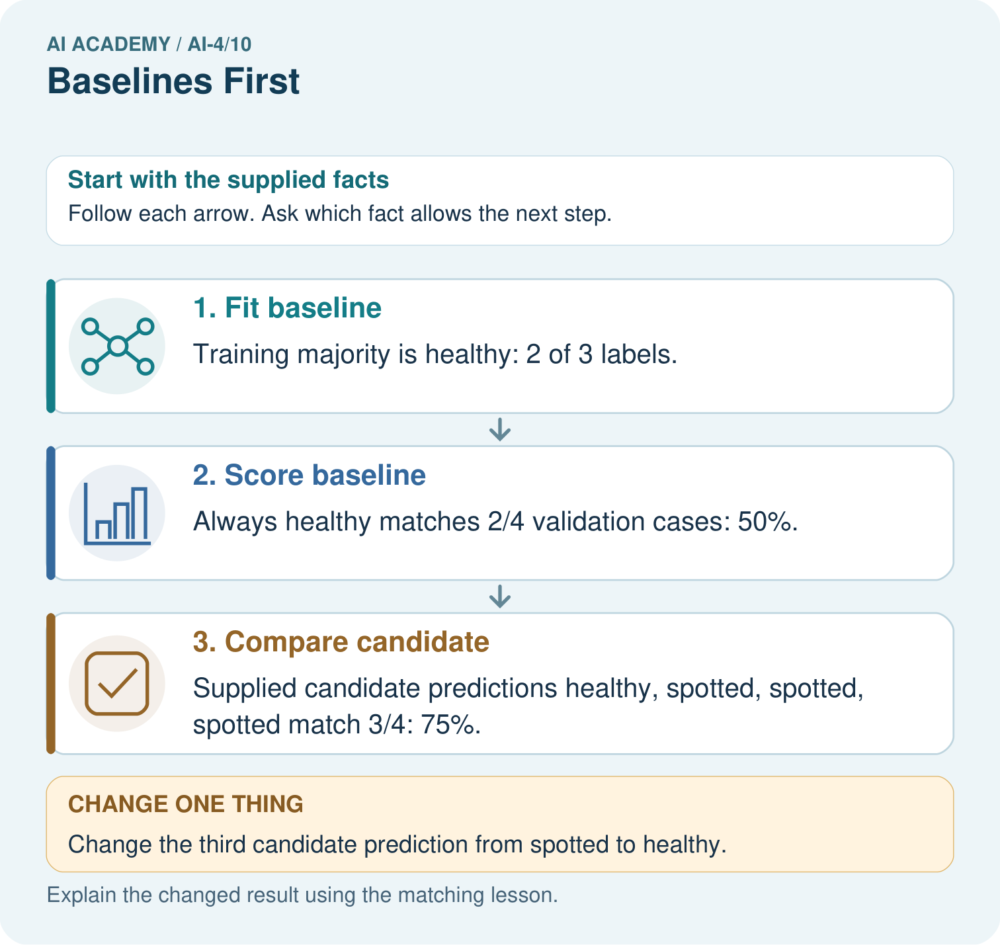 AI ACADEMY / AI-4/10
Baselines First
Start with the supplied facts
Follow each arrow. Ask which fact allows the next step.
1. Fit baseline
Training majority is healthy: 2 of 3 labels.
2. Score baseline
Always healthy matches 2/4 validation cases: 50%.
3. Compare candidate
Supplied candidate predictions healthy, spotted, spotted,
spotted match 3/4: 75%.
CHANGE ONE THING
Change the third candidate prediction from spotted to healthy.
Explain the changed result using the matching lesson.